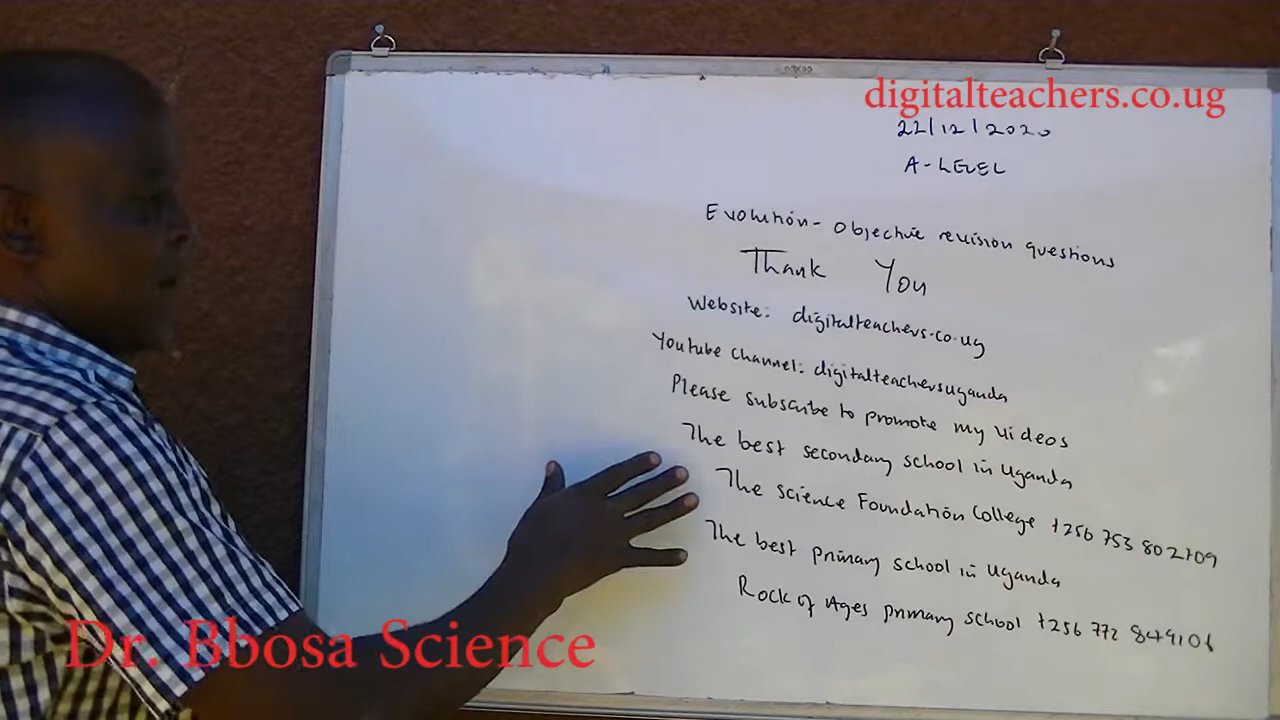 digitalteachers.co.ug
22/12/2020
A-LEVEL
Evolution- Objective revision questions
Thank You
Website: digitalteachers.co.ug
Youtube channel: digitalteachersuganda
Please subscribe to promote my videos
The best secondary school in Uganda
The science Foundation College +256 753 802709
The best primary school in Uganda
Rock of Ages primary school +256 772
Dr. Bbosa Science